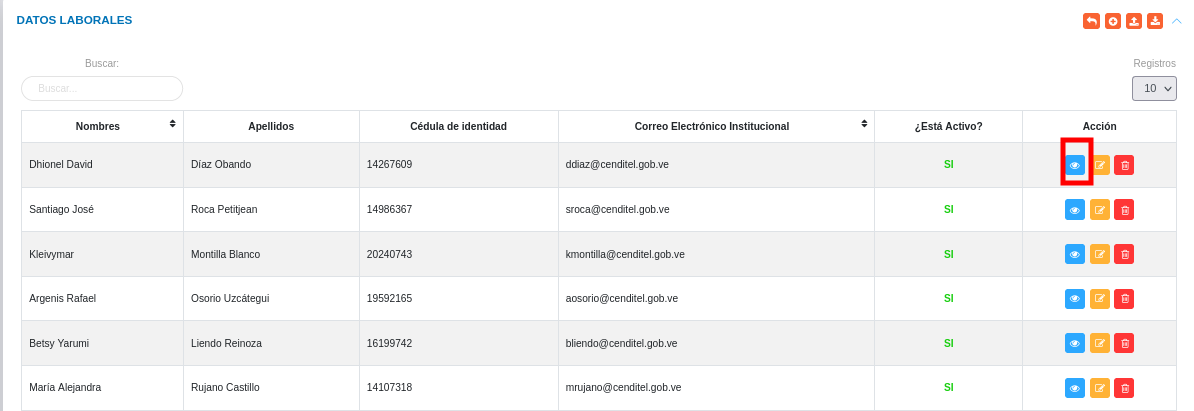 DATOS LABORALES
Buscar:
Registros
Buscar...
10
Nombres Apellidos Cédula de identidad Correo Electrónico Institucional ¿Está Activo? Acción
Dhionel David Díaz Obando 14267609 ddiaz@cenditel.gob.ve SI
Santiago José Roca Petitjean 14986367 sroca@cenditel.gob.ve SI
Kleivymar Montilla Blanco 20240743 kmontilla@cenditel.gob.ve SI
Argenis Rafael Osorio Uzcátegui 19592165 aosorio@cenditel.gob.ve SI
Betsy Yarumi Liendo Reinoza 16199742 bliendo@cenditel.gob.ve SI
María Alejandra Rujano Castillo 14107318 mrujano@cenditel.gob.ve SI